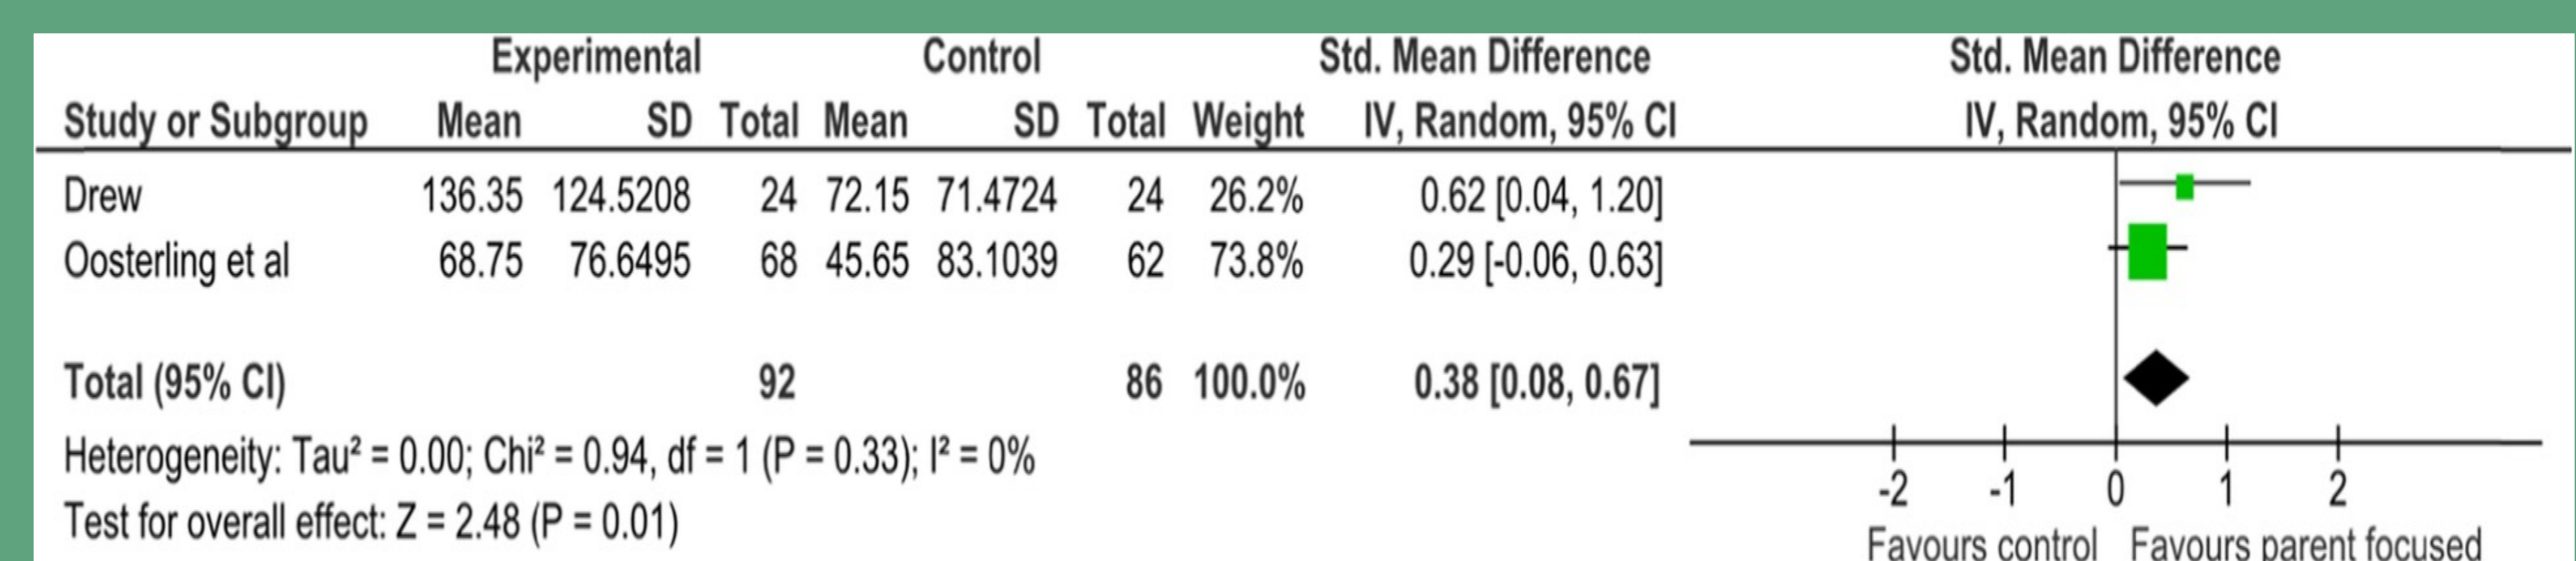 Experimental Control Std. Mean Difference Std. Mean Difference
Study or Subgroup Mean SD Total Mean SD Total Weight IV, Random, 95% CI IV, Random, 95% CI
Drew 136.35 124.5208 24 72.15 71.4724 24 26.2% 0.62 [0.04, 1.20]
Oosterling et al 68.75 76.6495 68 45.65 83.1039 62 73.8% 0.29 [-0.06, 0.63]
Total (95% CI) 92 86 100.0% 0.38 [0.08, 0.67]
Heterogeneity: Tau² = 0.00; Chi² = 0.94, df = 1 (P = 0.33); I² = 0%
Test for overall effect: Z = 2.48 (P = 0.01)
-2 -1 0 1 2
Favours control Favours parent focused